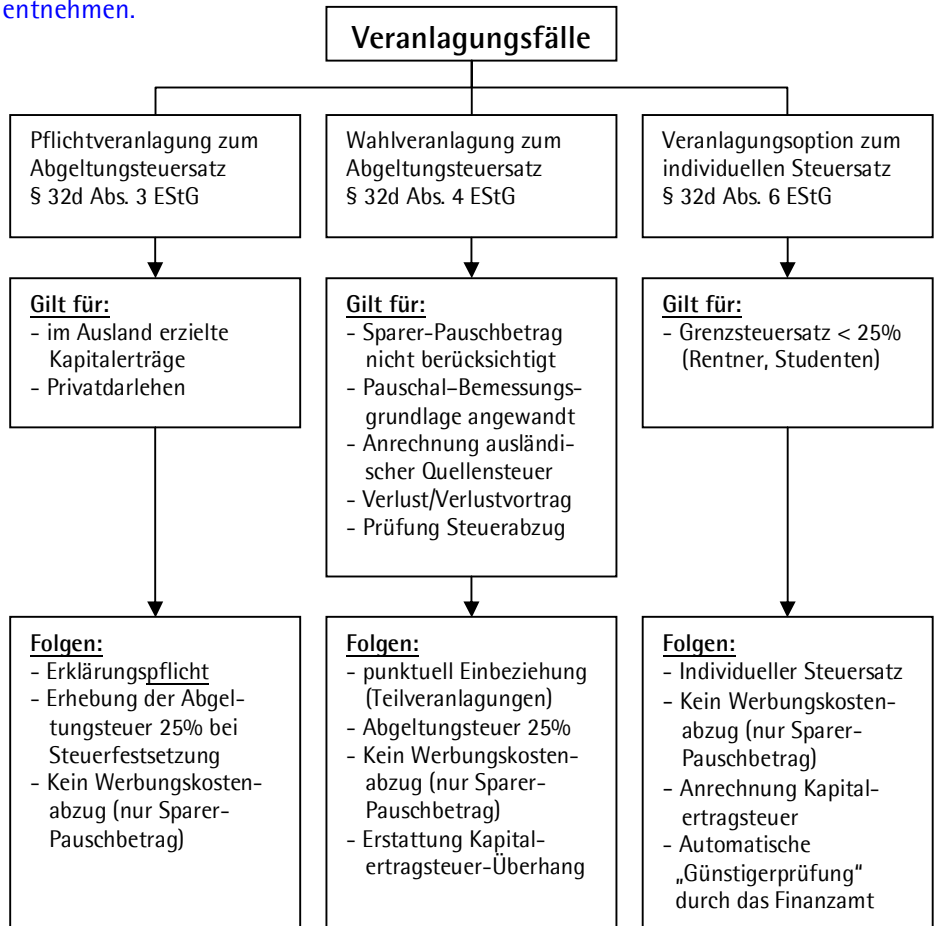 entnehmen.
Veranlagungsfälle
Pflichtveranlagung zum
Abgeltungsteuersatz
§ 32d Abs. 3 EStG
Wahlveranlagung zum
Abgeltungsteuersatz
§ 32d Abs. 4 EStG
Veranlagungsoption zum
individuellen Steuersatz
§ 32d Abs. 6 EStG
Gilt für:
- im Ausland erzielte
Kapitalerträge
- Privatdarlehen
Gilt für:
- Sparer-Pauschbetrag
nicht berücksichtigt
- Pauschal–Bemessungs-
grundlage angewandt
- Anrechnung ausländi-
scher Quellensteuer
- Verlust/Verlustvortrag
- Prüfung Steuerabzug
Gilt für:
- Grenzsteuersatz < 25%
(Rentner, Studenten)
Folgen:
- Erklärungspflicht
- Erhebung der Abgel-
tungsteuer 25% bei
Steuerfestsetzung
- Kein Werbungskosten-
abzug (nur Sparer-
Pauschbetrag)
Folgen:
- punktuell Einbeziehung
(Teilveranlagungen)
- Abgeltungsteuer 25%
- Kein Werbungskosten-
abzug (nur Sparer-
Pauschbetrag)
- Erstattung Kapital-
ertragsteuer-Überhang
Folgen:
- Individueller Steuersatz
- Kein Werbungskosten-
abzug (nur Sparer-
Pauschbetrag)
- Anrechnung Kapital-
ertragsteuer
- Automatische
„Günstigerprüfung“
durch das Finanzamt